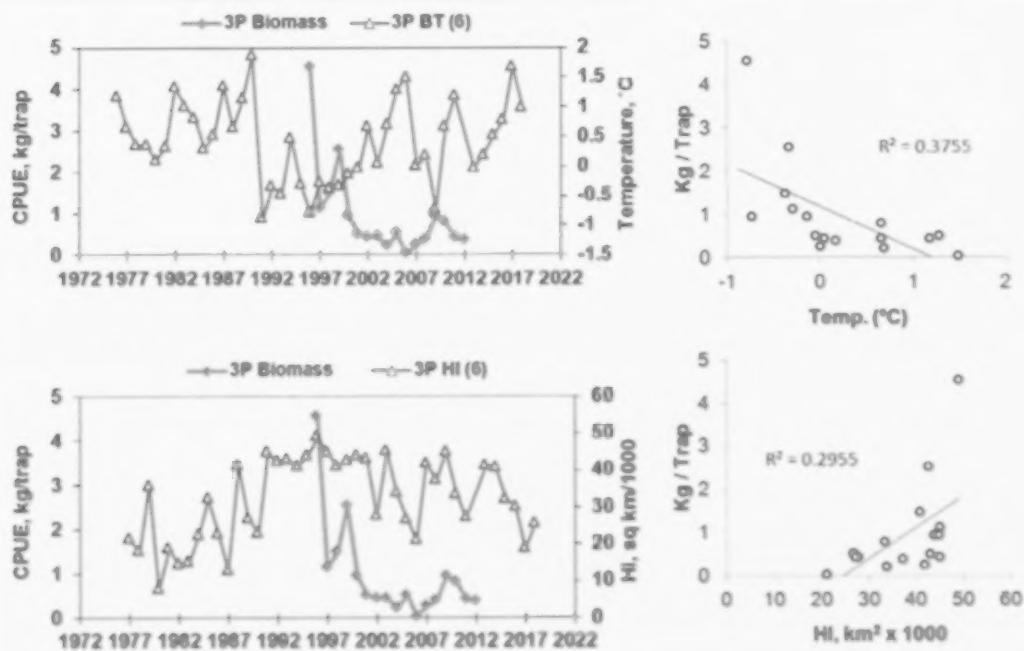 3P Biomass 3P BT (6)
5
4
3
2
1
0
CPUE, kg/trap
2
1.5
1
0.5
0
-0.5
-1
-1.5
Temperature, °C
1972 1977 1982 1987 1992 1997 2002 2007 2012 2017 2022
5
4
3
2
1
0
Kg / Trap
R² = 0.3755
-1 0 1 2
Temp. (°C)
3P Biomass 3P HI (6)
5
4
3
2
1
0
CPUE, kg/trap
60
50
40
30
20
10
0
HI, sq km/1000
1972 1977 1982 1987 1992 1997 2002 2007 2012 2017 2022
5
4
3
2
1
0
Kg / Trap
R² = 0.2955
0 10 20 30 40 50 60
HI, km² x 1000